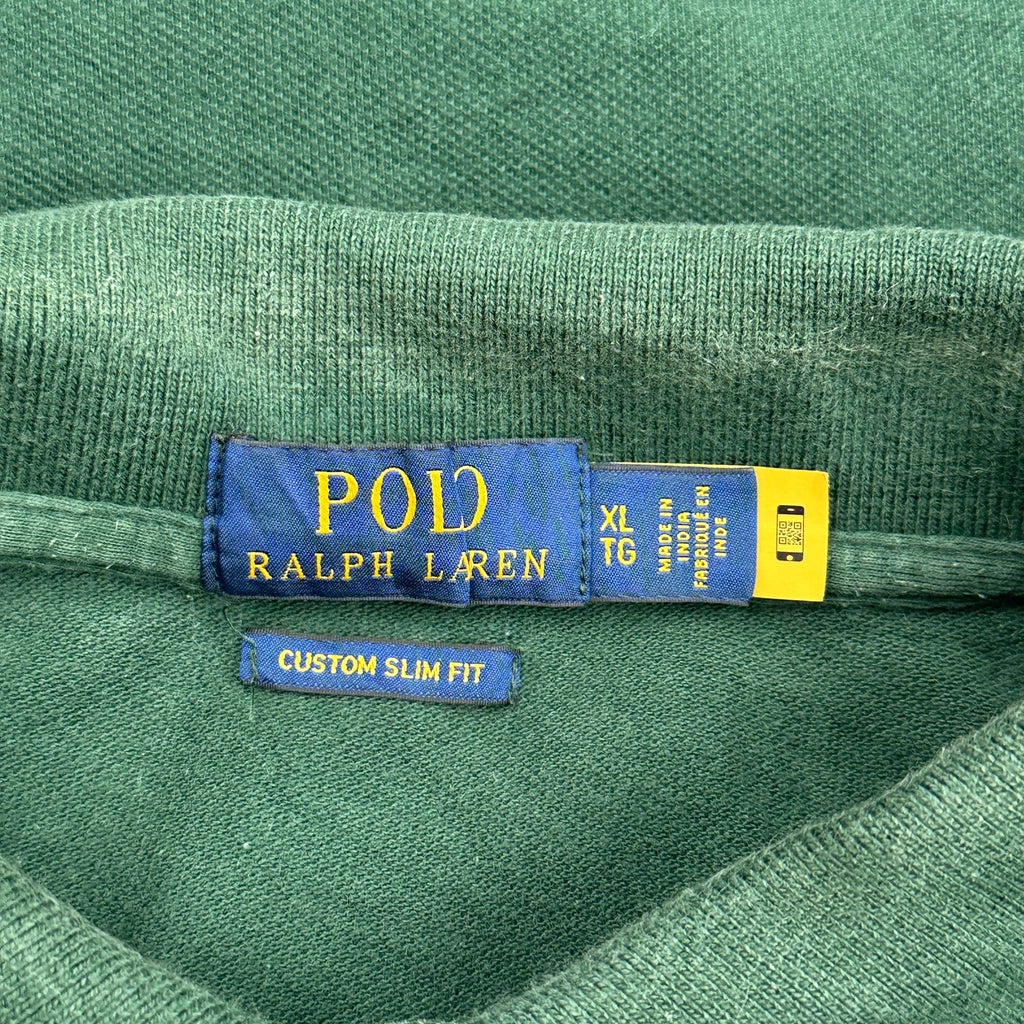 POLO
RALPH LAUREN
XL
TG
MADE IN
INDIA
FABRIQUÉ EN
INDE
CUSTOM SLIM FIT